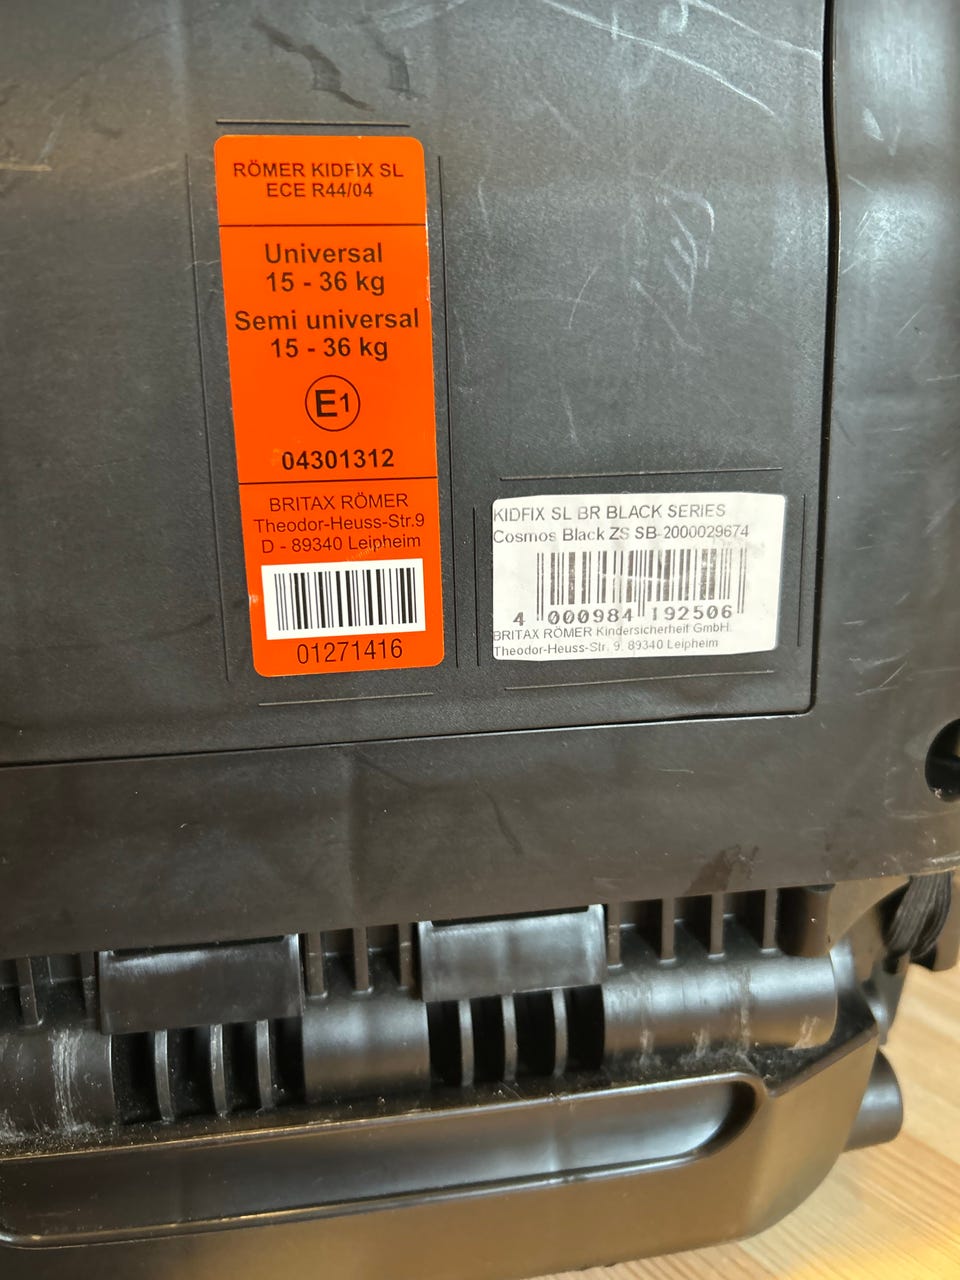 RÖMER KIDFIX SL
ECE R44/04
Universal
15 - 36 kg
Semi universal
15 - 36 kg
E1
04301312
BRITAX RÖMER
Theodor-Heuss-Str.9
D - 89340 Leipheim
01271416
KIDFIX SL BR BLACK SERIES
Cosmos Black ZS SB-2000029674
4 000984 192506
BRITAX RÖMER Kindersicherheit GmbH.
Theodor-Heuss-Str. 9. 89340 Leipheim